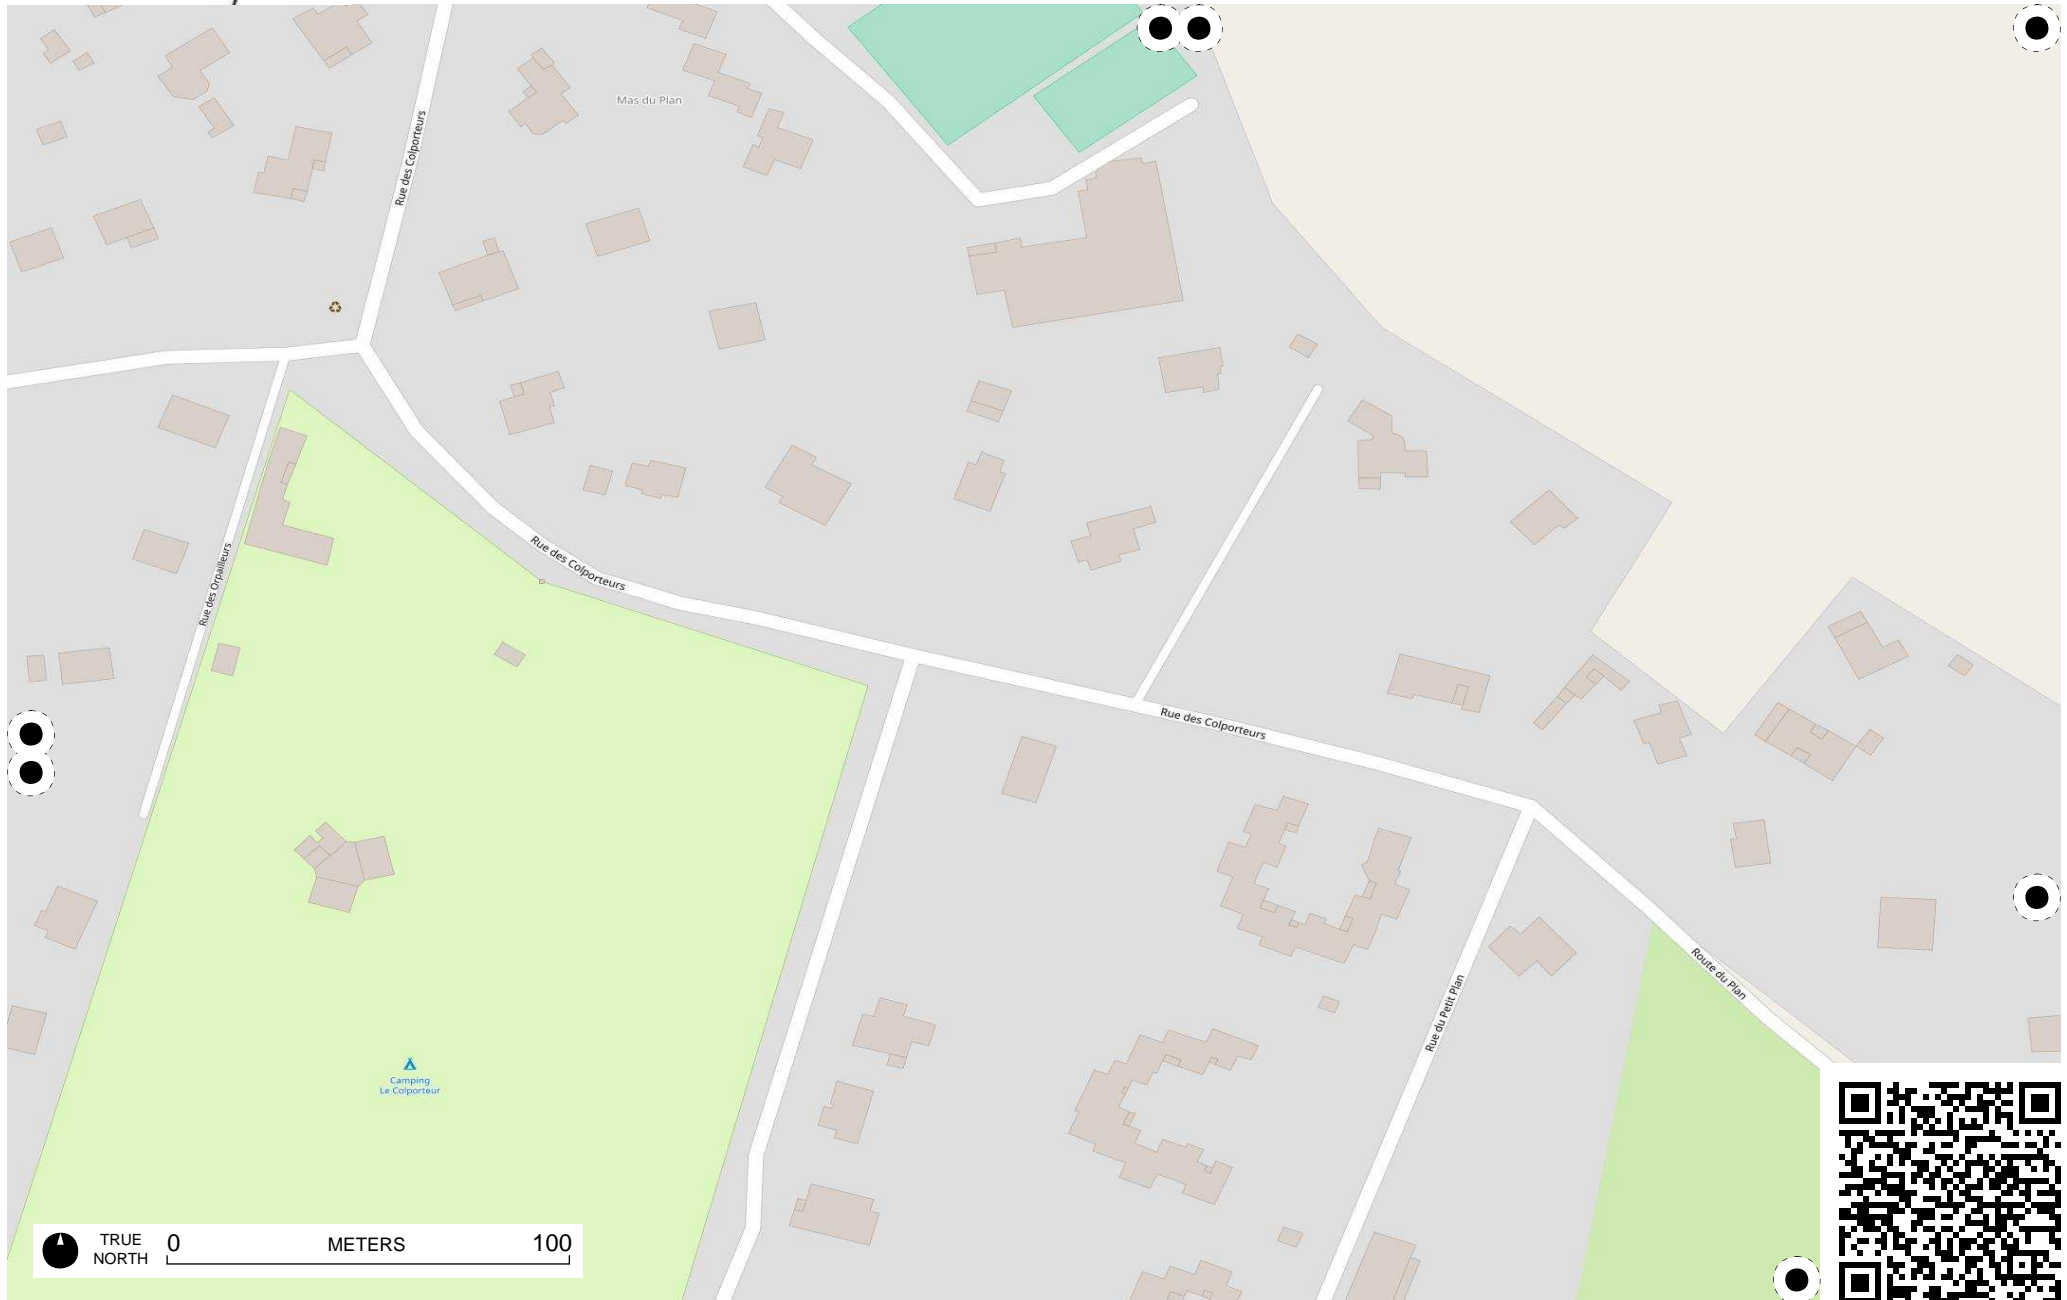 Mas du Plan
Rue des Colporteurs
Rue des Colporteurs
Rue des Orpailleurs
Rue des Colporteurs
Route du Plan
Rue du Petit Plan
Camping
Le Colporteur
TRUE
NORTH
0 METERS 100